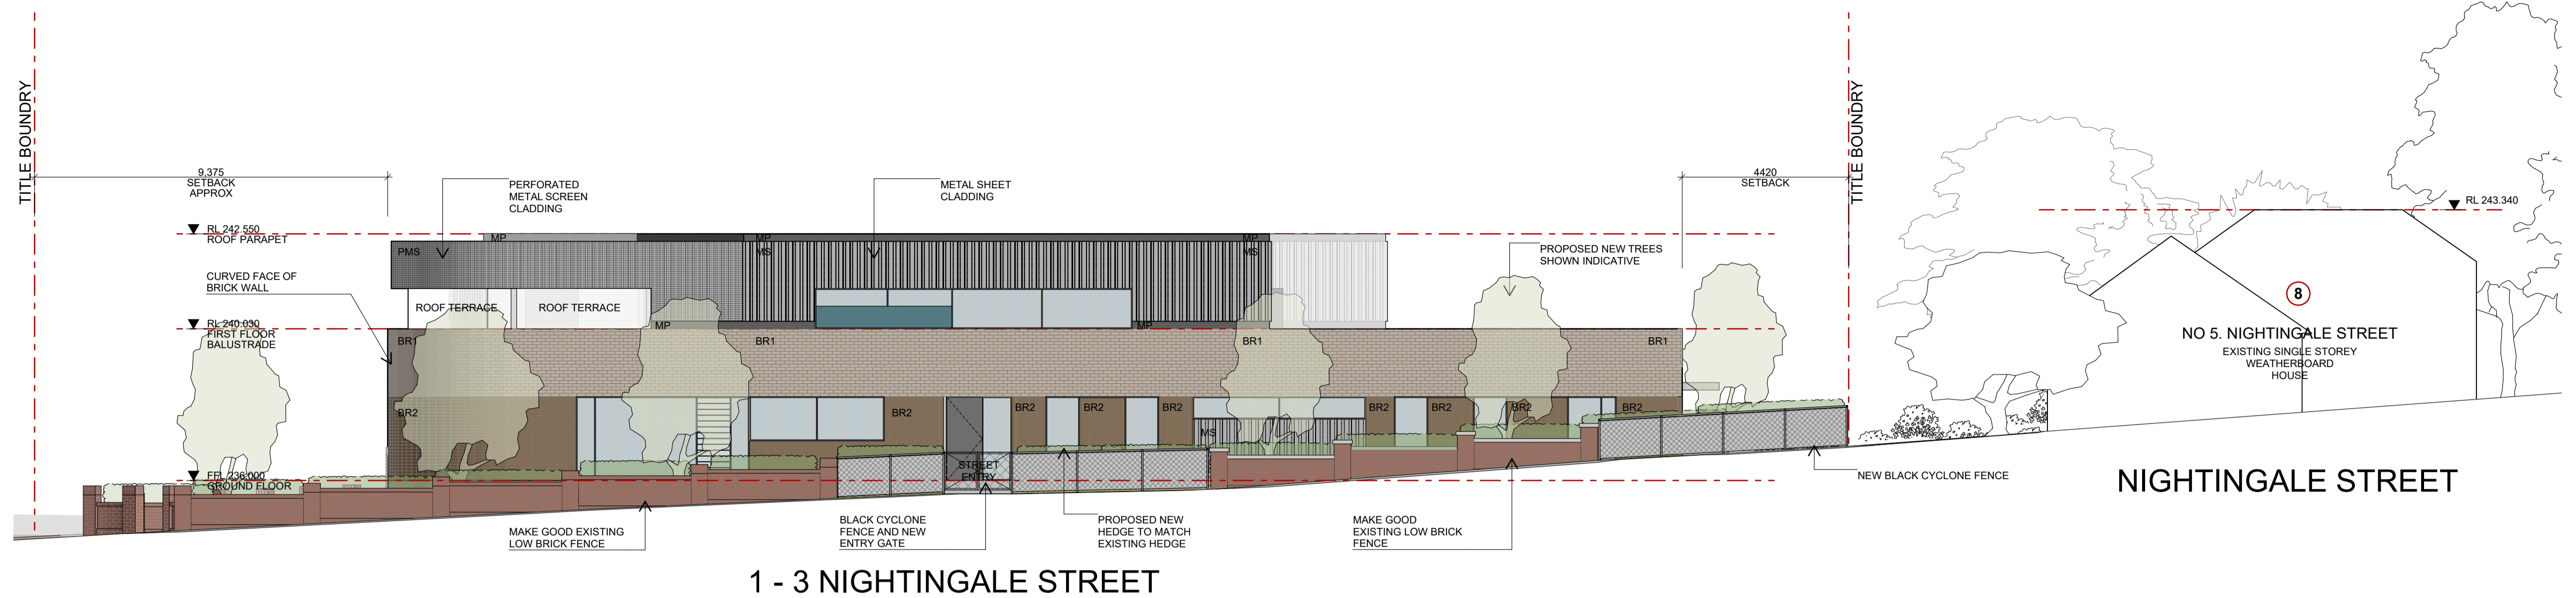 TITLE BOUNDRY
9.375
SETBACK
APPROX
PERFORATED
METAL SCREEN
CLADDING
METAL SHEET
CLADDING
4420
SETBACK
TITLE BOUNDRY
RL 243.340
RL 242.550
ROOF PARAPET
MP
MP
MP
PMS
MS
MS
PROPOSED NEW TREES
SHOWN INDICATIVE
CURVED FACE OF
BRICK WALL
ROOF TERRACE
ROOF TERRACE
8
RL 240.030
FIRST FLOOR
BALUSTRADE
MP
MP
BR1
BR1
BR1
BR1
NO 5. NIGHTINGALE STREET
EXISTING SINGLE STOREY
WEATHERBOARD
HOUSE
BR2
BR2
BR2
BR2
BR2
BR2
BR2
BR2
BR2
MS
STREET
ENTRY
FFL 236.000
GROUND FLOOR
NEW BLACK CYCLONE FENCE
NIGHTINGALE STREET
MAKE GOOD EXISTING
LOW BRICK FENCE
BLACK CYCLONE
FENCE AND NEW
ENTRY GATE
PROPOSED NEW
HEDGE TO MATCH
EXISTING HEDGE
MAKE GOOD
EXISTING LOW BRICK
FENCE
1 - 3 NIGHTINGALE STREET